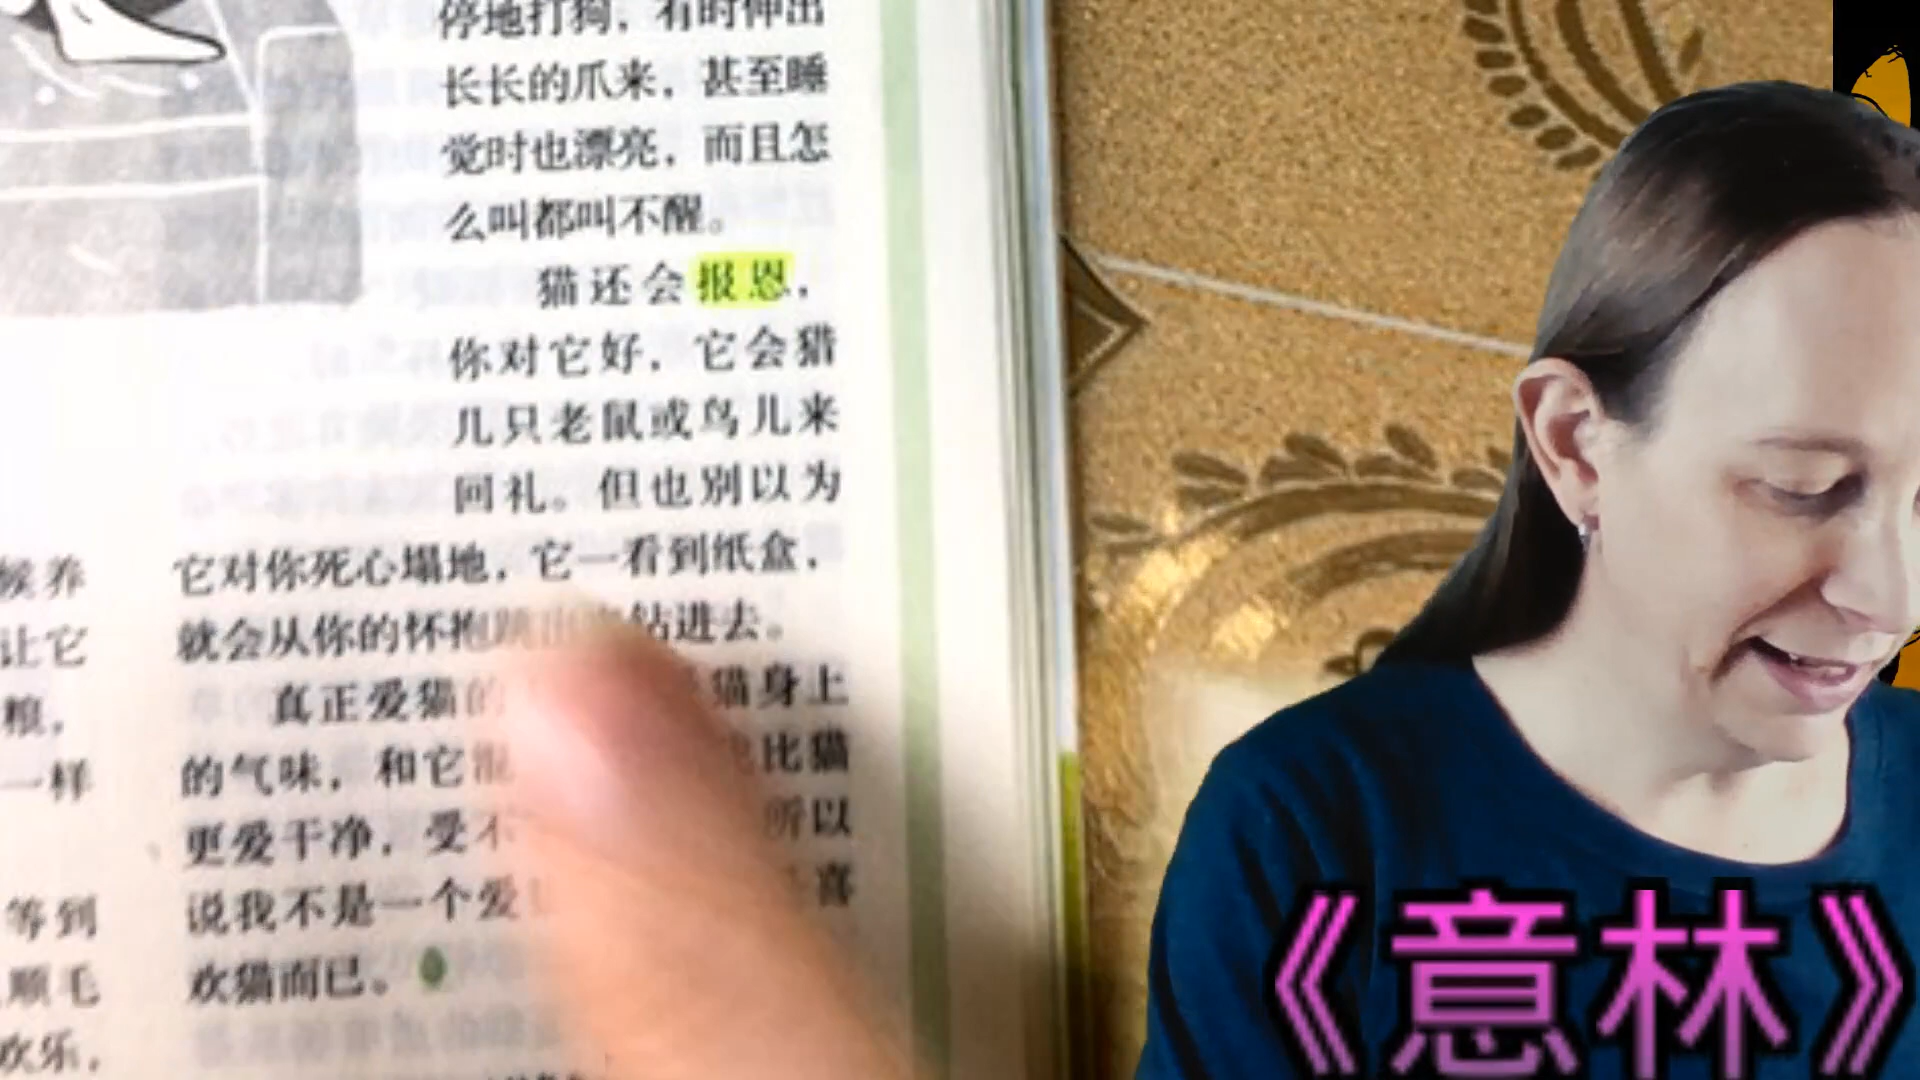 候养
让它
粮，
一样
等到
顺毛
欢乐，
停地打狗，有时伸出
长长的爪来，甚至睡
觉时也漂亮，而且怎
么叫都叫不醒。
猫还会报恩，
你对它好，它会猎
几只老鼠或鸟儿来
回礼。但也别以为
它对你死心塌地，它一看到纸盒，
就会从你的怀抱跳出来钻进去。
真正爱猫的 猫身上
的气味，和它混 比猫
更爱干净，受不 所以
说我不是一个爱 喜
欢猫而已。
《意林》